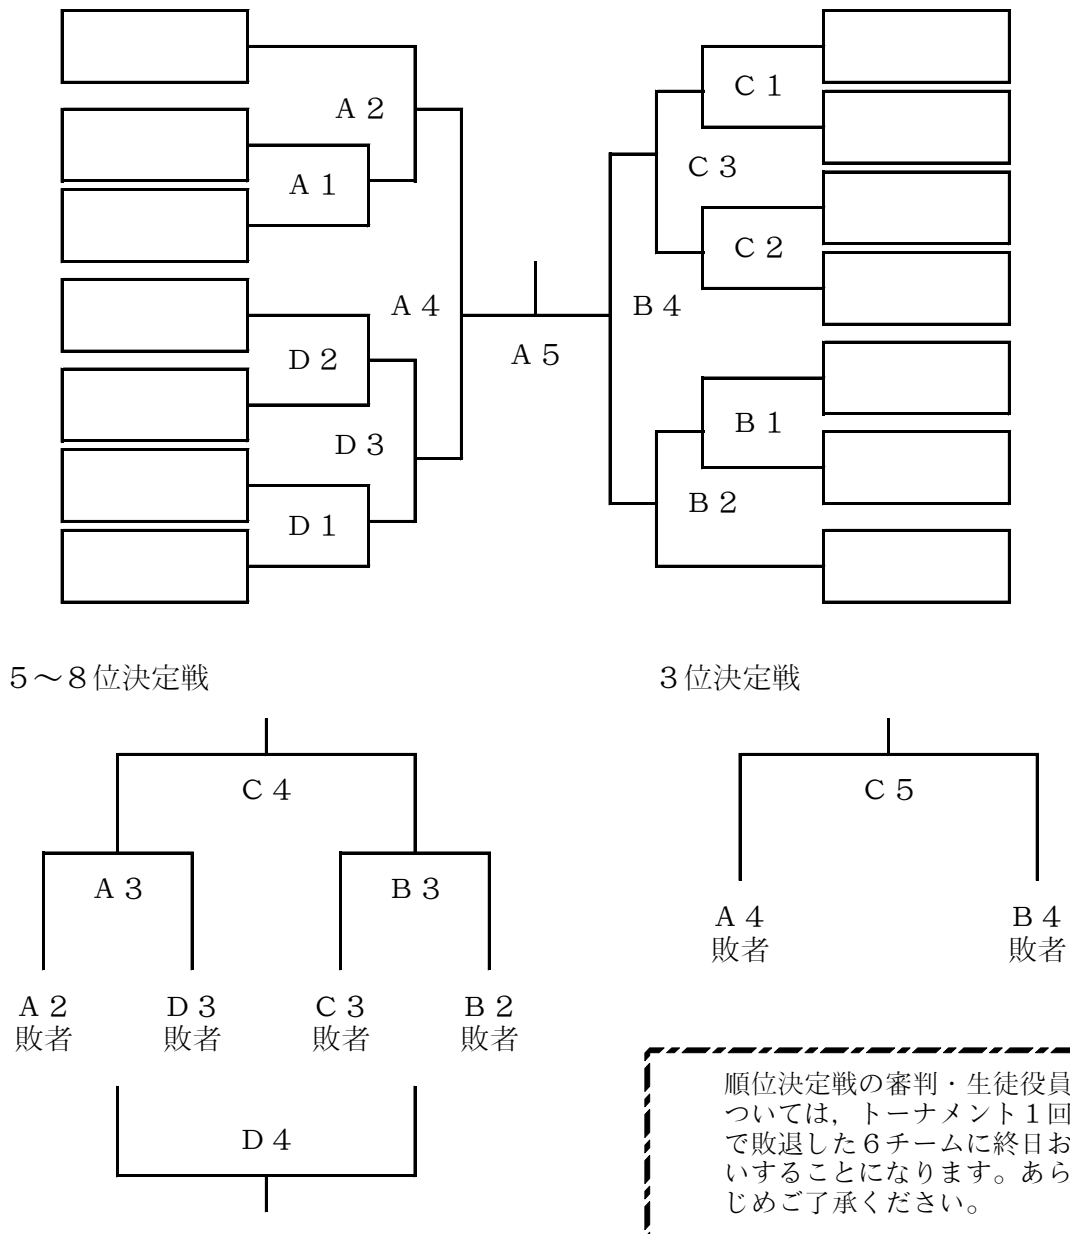 A2
A1
A4
D2
D3
D1
A5
C1
C3
C2
B4
B1
B2
5～8位決定戦
C4
A3
B3
A2
敗者
D3
敗者
C3
敗者
B2
敗者
D4
3位決定戦
C5
A4
敗者
B4
敗者
順位決定戦の審判・生徒役員
ついては，トーナメント1回
で敗退した6チームに終日お
いすることになります。あら
じめご了承ください。